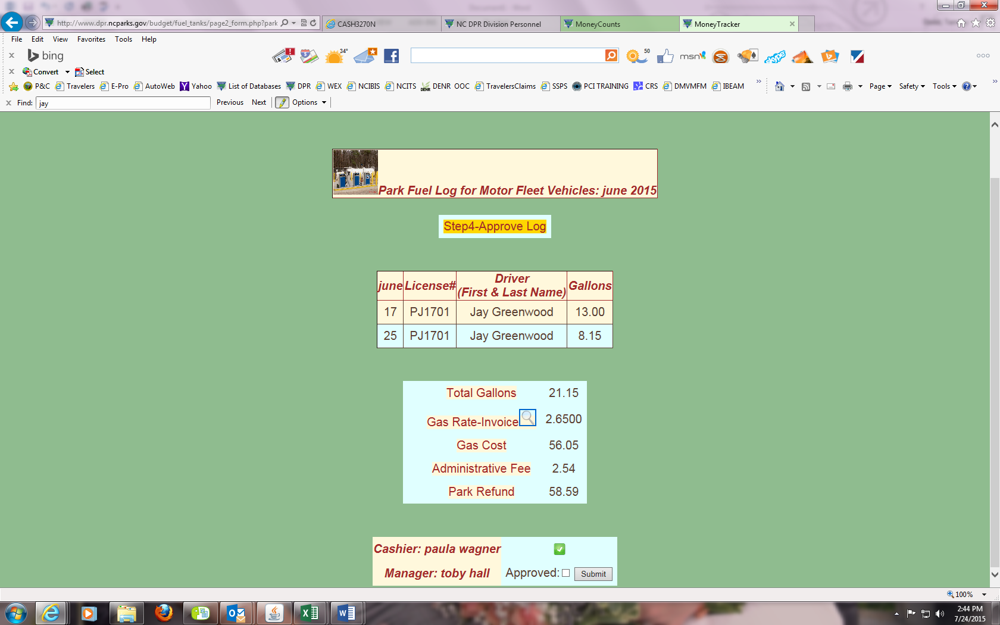 http://www.dpr.ncparks.gov/budget/fuel_tanks/page2_form.php?park
CASH3270N
NC DPR Division Personnel
MoneyCounts
MoneyTracker
File Edit View Favorites Tools Help
bing
34°
50
msn
skype
Convert
Select
P&C Travelers E-Pro AutoWeb Yahoo List of Databases DPR WEX NCIBIS NCITS DENR OOC TravelersClaims SSPS PCI TRAINING CRS DMVMFM IBEAM
Page Safety Tools
Find: jay Previous Next Options
Park Fuel Log for Motor Fleet Vehicles: june 2015
Step4-Approve Log
june License# Driver (First & Last Name) Gallons
17 PJ1701 Jay Greenwood 13.00
25 PJ1701 Jay Greenwood 8.15
Total Gallons 21.15
Gas Rate-Invoice 2.6500
Gas Cost 56.05
Administrative Fee 2.54
Park Refund 58.59
Cashier: paula wagner
Manager: toby hall Approved: Submit
100%
2:44 PM
7/24/2015